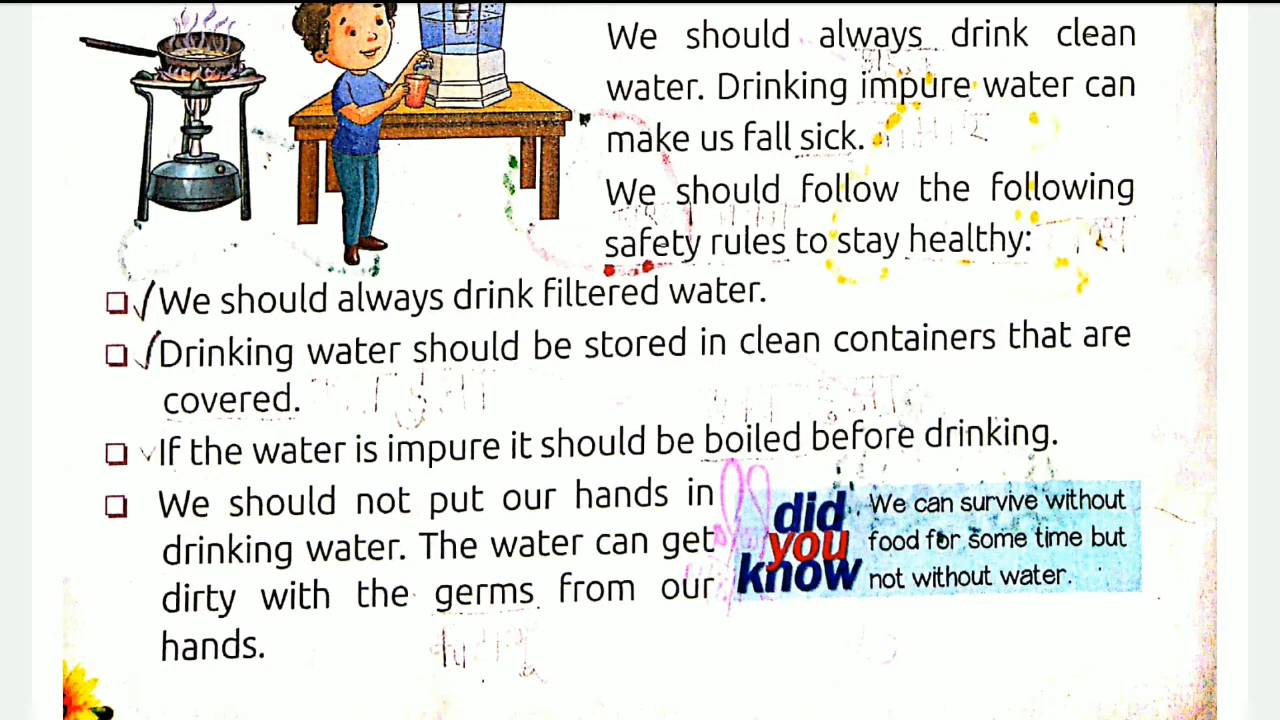 We should always drink clean
water. Drinking impure water can
make us fall sick.
We should follow the following
safety rules to stay healthy:
We should always drink filtered water.
Drinking water should be stored in clean containers that are
covered.
If the water is impure it should be boiled before drinking.
We should not put our hands in
drinking water. The water can get
dirty with the germs from our
hands.
did
you
know
We can survive without
food for some time but
not without water.